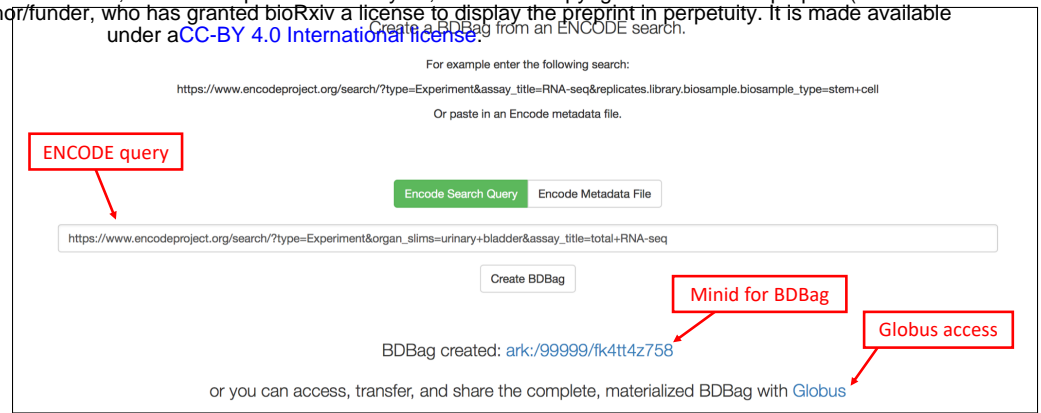 or/funder, who has granted bioRxiv a license to display the preprint in perpetuity. It is made available
under aCC-BY 4.0 International license.
Create a BDBag from an ENCODE search.
For example enter the following search:
https://www.encodeproject.org/search/?type=Experiment&assay_title=RNA-seq&replicates.library.biosample.biosample_type=stem+cell
Or paste in an Encode metadata file.
ENCODE query
Encode Search Query Encode Metadata File
https://www.encodeproject.org/search/?type=Experiment&organ_slims=urinary+bladder&assay_title=total+RNA-seq
Create BDBag
Minid for BDBag
Globus access
BDBag created: ark:/99999/fk4tt4z758
or you can access, transfer, and share the complete, materialized BDBag with Globus